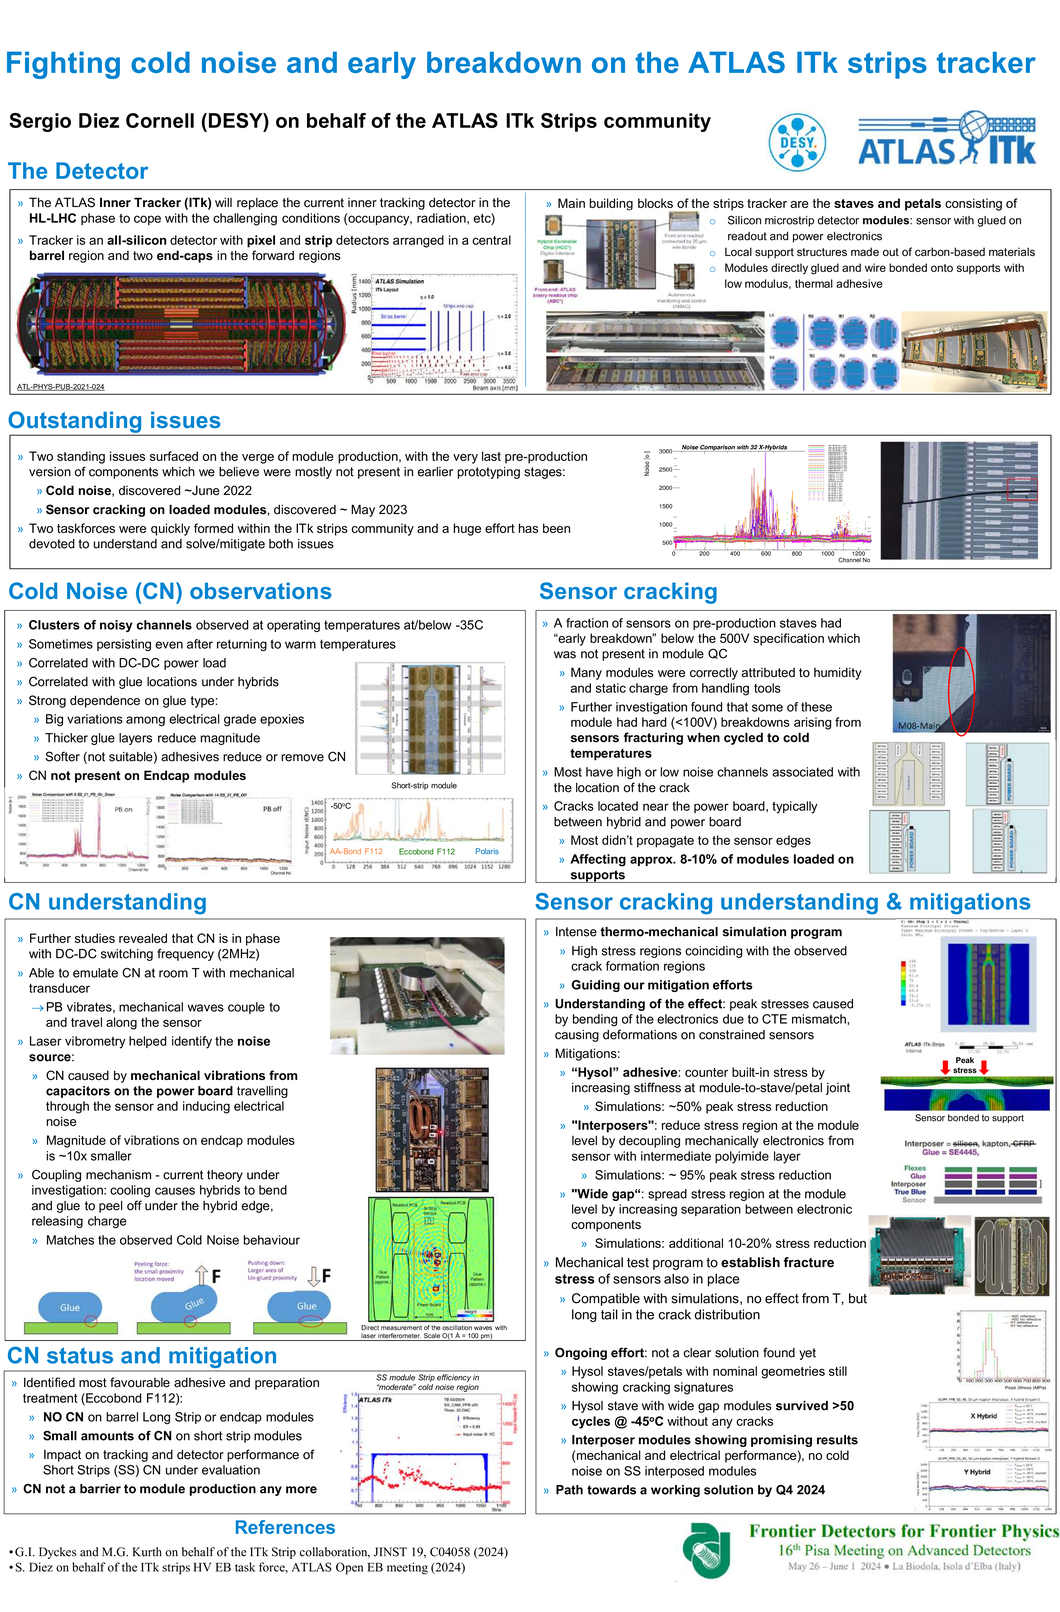 Fighting cold noise and early breakdown on the ATLAS ITk strips tracker
Sergio Diez Cornell (DESY) on behalf of the ATLAS ITk Strips community
DESY.
ATLAS ITk
The Detector
» The ATLAS Inner Tracker (ITk) will replace the current inner tracking detector in the
HL-LHC phase to cope with the challenging conditions (occupancy, radiation, etc)
» Tracker is an all-silicon detector with pixel and strip detectors arranged in a central
barrel region and two end-caps in the forward regions
ATL-PHYS-PUB-2021-024
ATLAS Simulation
ITk Layout
Strips end-cap
Strips barrel
Radius [mm]
Beam axis [mm]
» Main building blocks of the strips tracker are the staves and petals consisting of
o Silicon microstrip detector modules: sensor with glued on
readout and power electronics
o Local support structures made out of carbon-based materials
o Modules directly glued and wire bonded onto supports with
low modulus, thermal adhesive
Hybrid Controller
Chip (HCC*)
Digital Interface
Front-end: ATLAS
binary readout chip
(ABC*)
Front-end readout
connected by 25 µm
wire bonds
Autonomous
monitoring and control
(AMAC)
Outstanding issues
» Two standing issues surfaced on the verge of module production, with the very last pre-production
version of components which we believe were mostly not present in earlier prototyping stages:
» Cold noise, discovered ~June 2022
» Sensor cracking on loaded modules, discovered ~ May 2023
» Two taskforces were quickly formed within the ITk strips community and a huge effort has been
devoted to understand and solve/mitigate both issues
Noise Comparison with 32 X-Hybrids
Channel No
Cold Noise (CN) observations
» Clusters of noisy channels observed at operating temperatures at/below -35C
» Sometimes persisting even after returning to warm temperatures
» Correlated with DC-DC power load
» Correlated with glue locations under hybrids
» Strong dependence on glue type:
» Big variations among electrical grade epoxies
» Thicker glue layers reduce magnitude
» Softer (not suitable) adhesives reduce or remove CN
» CN not present on Endcap modules
Short-strip module
PB on
PB off
Channel No
Channel No
-50ºC
Input Noise (ENC)
AA-Bond F112 Eccobond F112 Polaris
0 128 256 384 512 640 768 896 1024 1152 1280
Sensor cracking
» A fraction of sensors on pre-production staves had
“early breakdown” below the 500V specification which
was not present in module QC
» Many modules were correctly attributed to humidity
and static charge from handling tools
» Further investigation found that some of these
module had hard (<100V) breakdowns arising from
sensors fracturing when cycled to cold
temperatures
» Most have high or low noise channels associated with
the location of the crack
» Cracks located near the power board, typically
between hybrid and power board
» Most didn’t propagate to the sensor edges
» Affecting approx. 8-10% of modules loaded on
supports
M08-Main
POWER BOARD
POWER BOARD
POWER BOARD
CN understanding
» Further studies revealed that CN is in phase
with DC-DC switching frequency (2MHz)
» Able to emulate CN at room T with mechanical
transducer
→PB vibrates, mechanical waves couple to
and travel along the sensor
» Laser vibrometry helped identify the noise
source:
» CN caused by mechanical vibrations from
capacitors on the power board travelling
through the sensor and inducing electrical
noise
» Magnitude of vibrations on endcap modules
is ~10x smaller
» Coupling mechanism - current theory under
investigation: cooling causes hybrids to bend
and glue to peel off under the hybrid edge,
releasing charge
» Matches the observed Cold Noise behaviour
Peeling force:
the small proximity
location moved
Pushing down:
Larger area of
Un-glued proximity
F
F
Glue
Glue
Glue
Readout PCB
Readout PCB
Glue
Pattern
(approx.)
Glue
Pattern
(approx.)
Power Board
Direct measurement of the oscillation waves with
laser interferometer. Scale O(1 Å = 100 pm)
CN status and mitigation
» Identified most favourable adhesive and preparation
treatment (Eccobond F112):
» NO CN on barrel Long Strip or endcap modules
» Small amounts of CN on short strip modules
» Impact on tracking and detector performance of
Short Strips (SS) CN under evaluation
» CN not a barrier to module production any more
SS module Strip efficiency in
“moderate” cold noise region
ATLAS ITk
Efficiency
Sensor cracking understanding & mitigations
» Intense thermo-mechanical simulation program
» High stress regions coinciding with the observed
crack formation regions
» Guiding our mitigation efforts
» Understanding of the effect: peak stresses caused
by bending of the electronics due to CTE mismatch,
causing deformations on constrained sensors
» Mitigations:
» “Hysol” adhesive: counter built-in stress by
increasing stiffness at module-to-stave/petal joint
» Simulations: ~50% peak stress reduction
» "Interposers": reduce stress region at the module
level by decoupling mechanically electronics from
sensor with intermediate polyimide layer
» Simulations: ~ 95% peak stress reduction
» "Wide gap“: spread stress region at the module
level by increasing separation between electronic
components
» Simulations: additional 10-20% stress reduction
» Mechanical test program to establish fracture
stress of sensors also in place
» Compatible with simulations, no effect from T, but
long tail in the crack distribution
» Ongoing effort: not a clear solution found yet
» Hysol staves/petals with nominal geometries still
showing cracking signatures
» Hysol stave with wide gap modules survived >50
cycles @ -45ºC without any cracks
» Interposer modules showing promising results
(mechanical and electrical performance), no cold
noise on SS interposed modules
» Path towards a working solution by Q4 2024
ATLAS ITk-Strips
Internal
Peak
stress
Sensor bonded to support
Interposer = silicon, kapton, CFRP
Glue = SE4445,
Flexes
Glue
Interposer
True Blue
Sensor
Peak Stress (MPa)
X Hybrid
Y Hybrid
References
•G.I. Dyckes and M.G. Kurth on behalf of the ITk Strip collaboration, JINST 19, C04058 (2024)
•S. Diez on behalf of the ITk strips HV EB task force, ATLAS Open EB meeting (2024)
Frontier Detectors for Frontier Physics
16th Pisa Meeting on Advanced Detectors
May 26 – June 1 2024 ● La Biodola, Isola d'Elba (Italy)